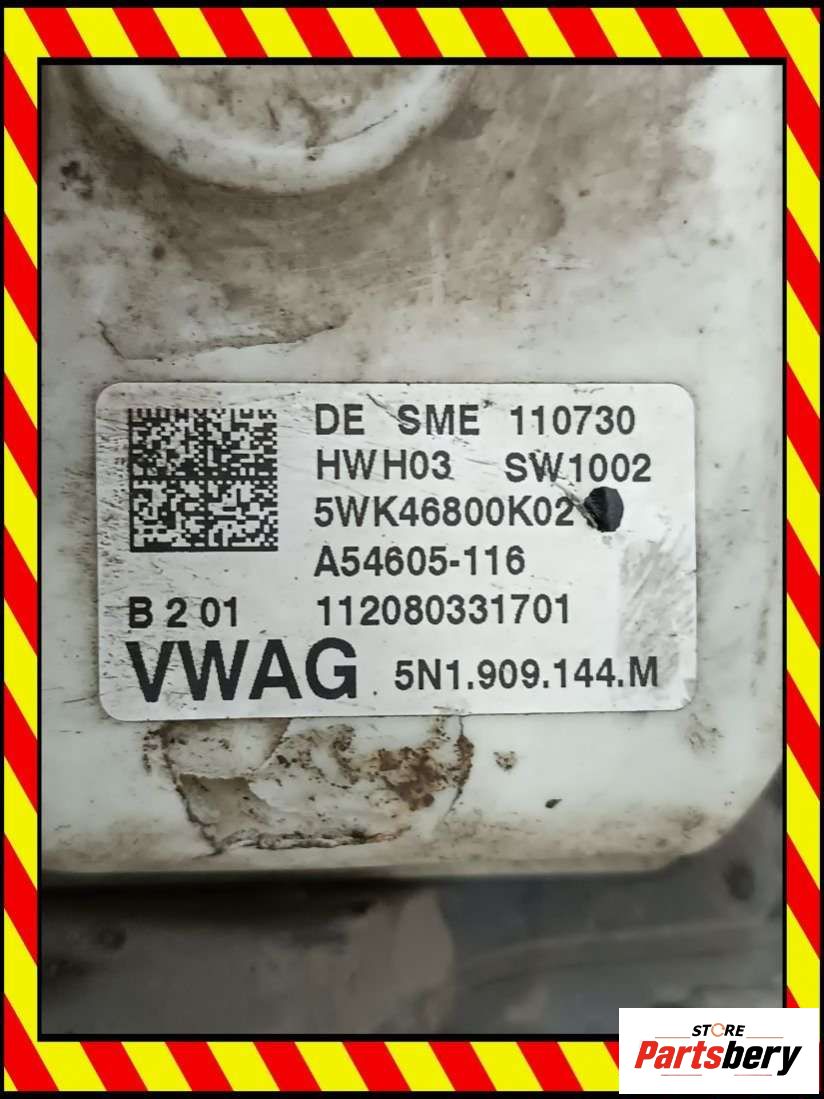 DE SME 110730
HWH03 SW1002
5WK46800K02
A54605-116
B 2 01 112080331701
VWAG 5N1.909.144.M
STORE
Partsbery